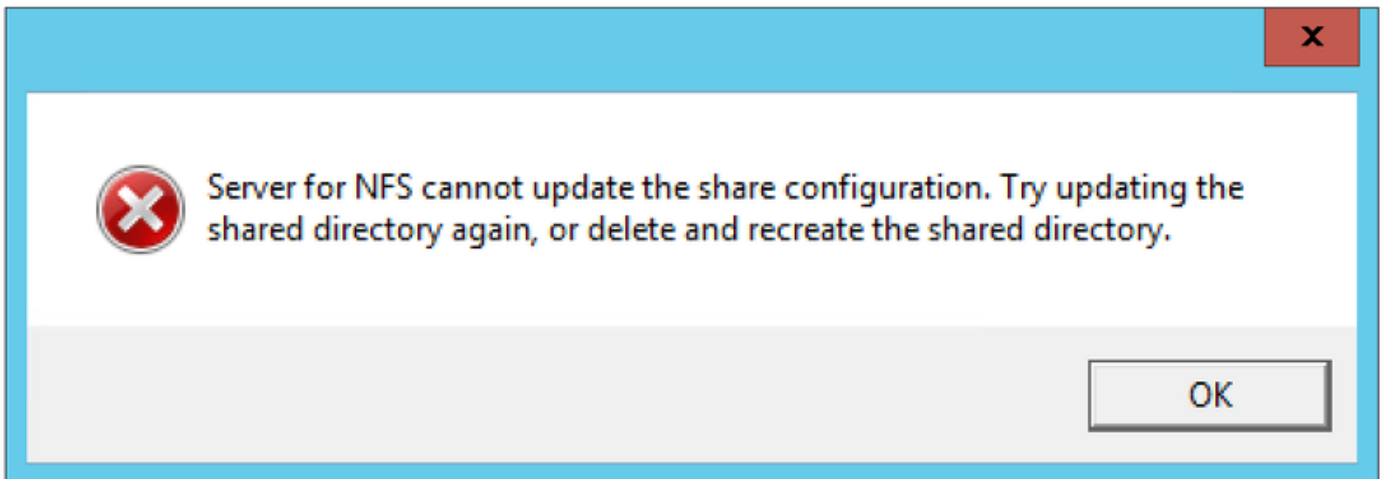 x
Server for NFS cannot update the share configuration. Try updating the
shared directory again, or delete and recreate the shared directory.
OK